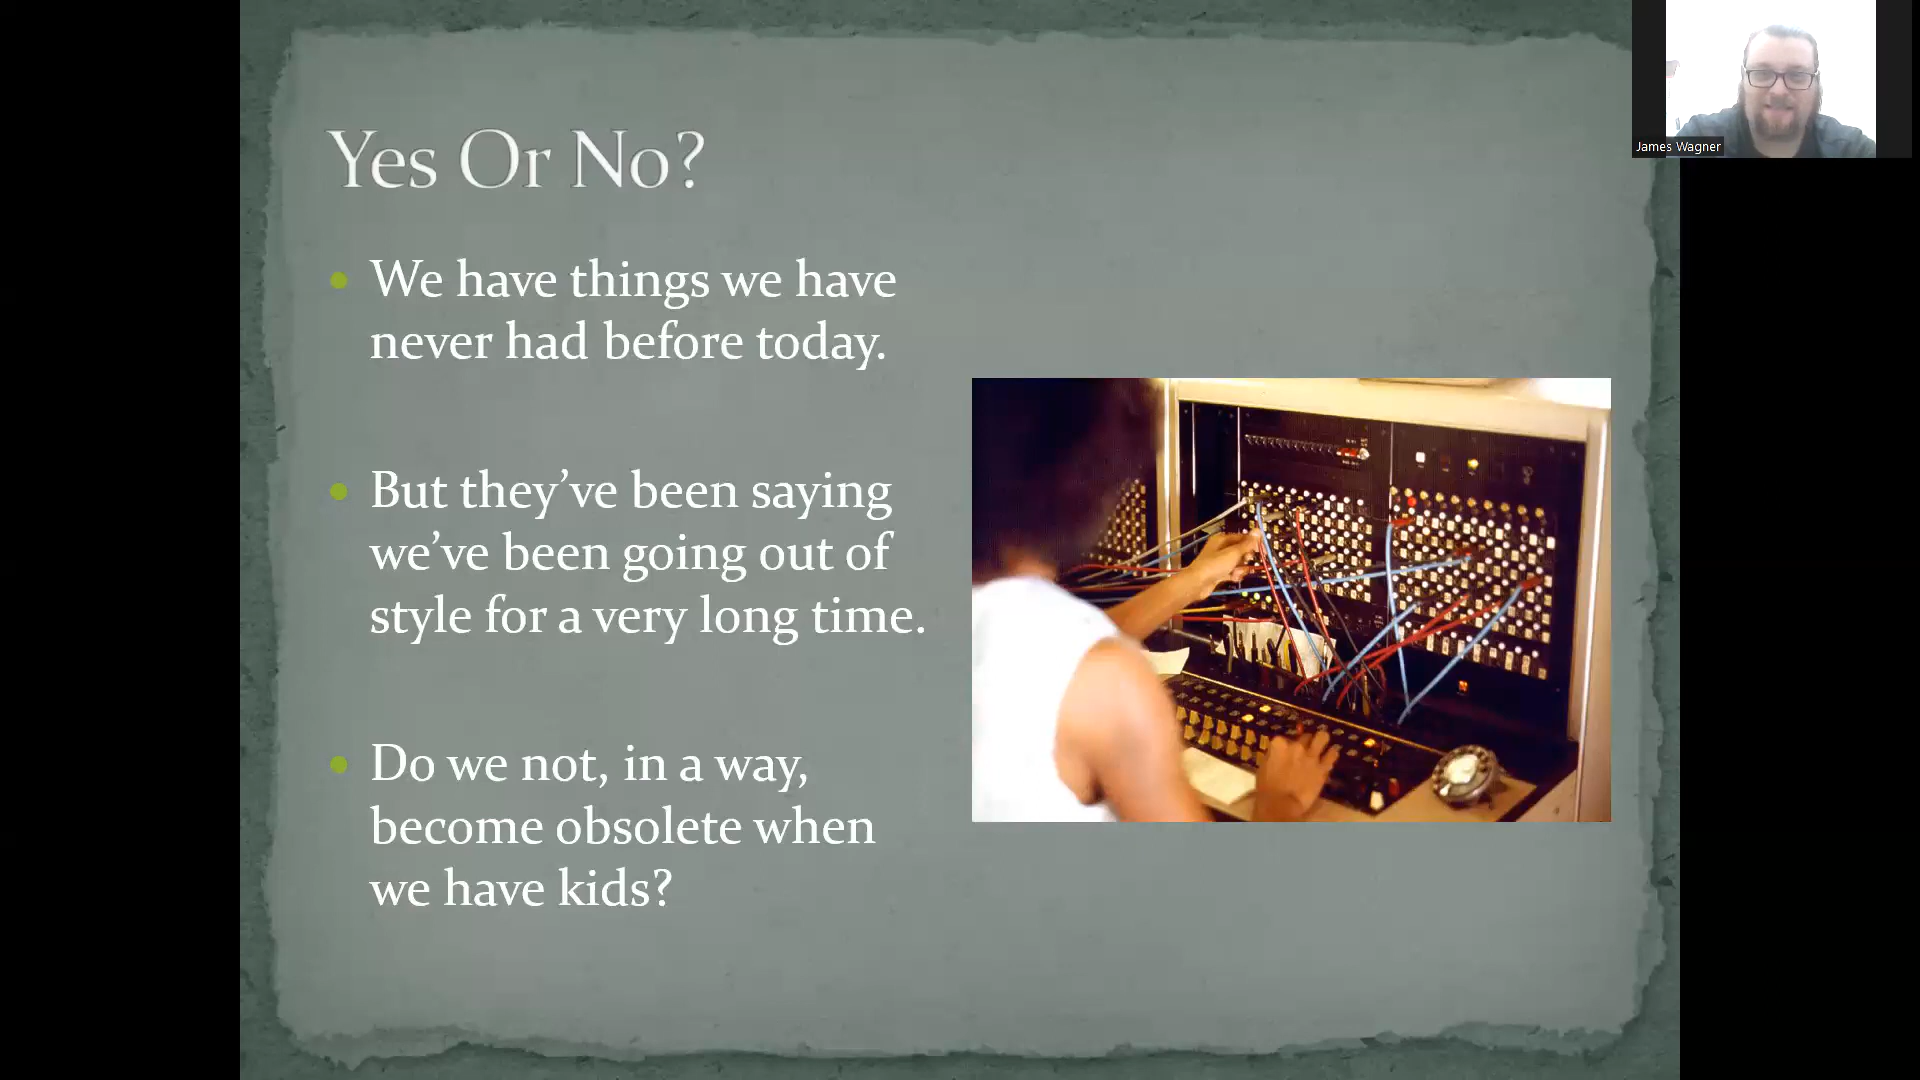 Yes Or No?
We have things we have
never had before today.
But they’ve been saying
we’ve been going out of
style for a very long time.
Do we not, in a way,
become obsolete when
we have kids?
James Wagner